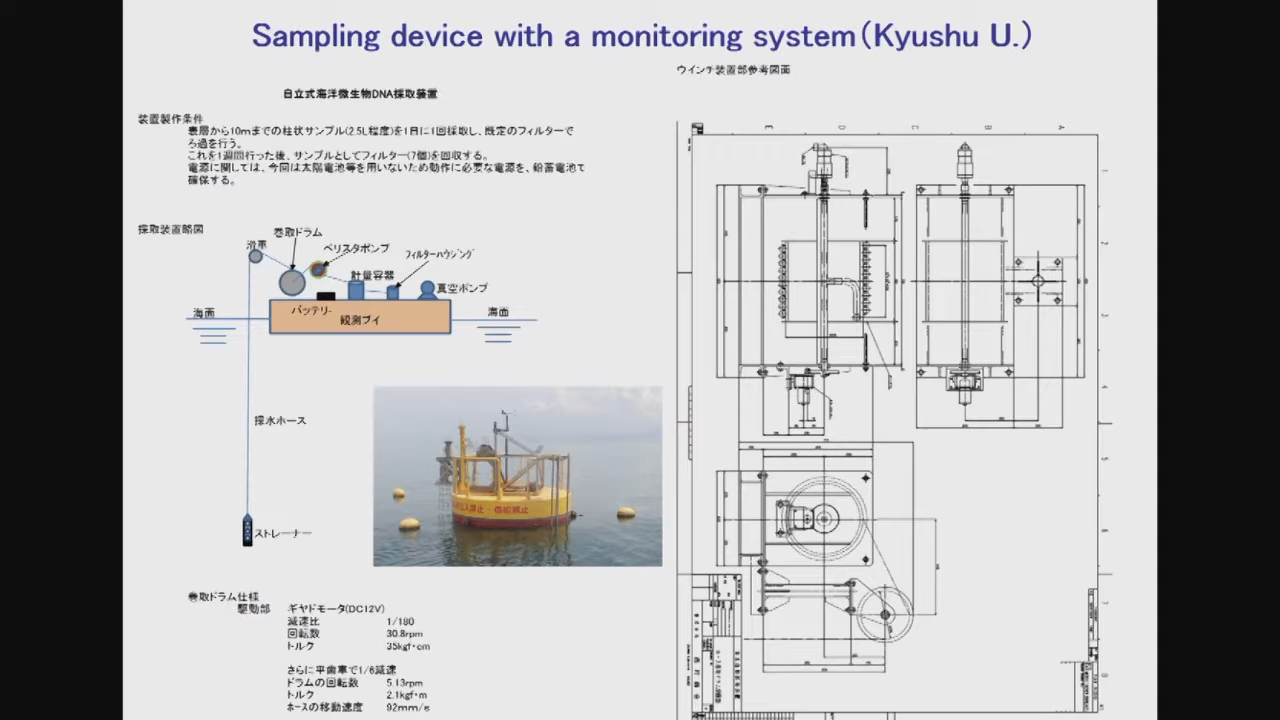 Sampling device with a monitoring system(Kyushu U.)
ウインチ装置部参考図面
自立式海洋微生物DNA採取装置
装置製作条件
表層から10mまでの柱状サンプル(2.5L程度)を1日に1回採取し、既定のフィルターで
ろ過を行う。
これを1週間行った後、サンプルとしてフィルター(7個)を回収する。
電源に関しては、今回は太陽電池等を用いないため動作に必要な電源を、鉛蓄電池で
確保する。
採取装置略図
巻取ドラム
滑車
ペリスタポンプ
フィルターハウジング
計量容器
真空ポンプ
バッテリー
海面
観測ブイ
海面
採水ホース
ストレーナー
巻取ドラム仕様
駆動部 ギヤドモータ(DC12V)
減速比 1/180
回転数 30.8rpm
トルク 35kgf・cm
さらに平歯車で1/6減速
ドラムの回転数 5.13rpm
トルク 2.1kgf・m
ホースの移動速度 92mm/s